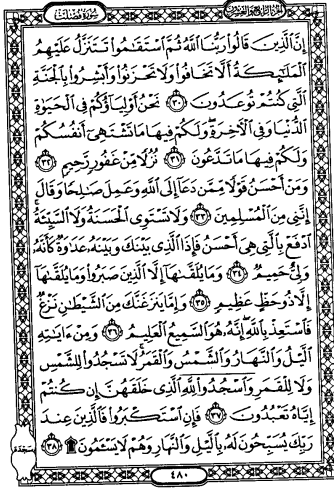 الجزء الرابع والعشرون
سورة فصلت
إِنَّ ٱلَّذِينَ قَالُوا۟ رَبُّنَا ٱللَّهُ ثُمَّ ٱسْتَقَـٰمُوا۟ تَتَنَزَّلُ عَلَيْهِمُ
ٱلْمَلَـٰٓئِكَةُ أَلَّا تَخَافُوا۟ وَلَا تَحْزَنُوا۟ وَأَبْشِرُوا۟ بِٱلْجَنَّةِ
ٱلَّتِى كُنتُمْ تُوعَدُونَ ٣٠ نَحْنُ أَوْلِيَآؤُكُمْ فِى ٱلْحَيَوٰةِ
ٱلدُّنْيَا وَفِى ٱلْـَٔاخِرَةِ وَلَكُمْ فِيهَا مَا تَشْتَهِىٓ أَنفُسُكُمْ
وَلَكُمْ فِيهَا مَا تَدَّعُونَ ٣١ نُزُلًا مِّنْ غَفُورٍ رَّحِيمٍ ٣٢
وَمَنْ أَحْسَنُ قَوْلًا مِّمَّن دَعَآ إِلَى ٱللَّهِ وَعَمِلَ صَـٰلِحًا وَقَالَ
إِنَّنِى مِنَ ٱلْمُسْلِمِينَ ٣٣ وَلَا تَسْتَوِى ٱلْحَسَنَةُ وَلَا ٱلسَّيِّئَةُ
ٱدْفَعْ بِٱلَّتِى هِىَ أَحْسَنُ فَإِذَا ٱلَّذِى بَيْنَكَ وَبَيْنَهُۥ عَدَٰوَةٌ كَأَنَّهُۥ
وَلِىٌّ حَمِيمٌ ٣٤ وَمَا يُلَقَّىٰهَآ إِلَّا ٱلَّذِينَ صَبَرُوا۟ وَمَا يُلَقَّىٰهَآ
إِلَّا ذُو حَظٍّ عَظِيمٍ ٣٥ وَإِمَّا يَنزَغَنَّكَ مِنَ ٱلشَّيْطَـٰنِ نَزْغٌ
فَٱسْتَعِذْ بِٱللَّهِ إِنَّهُۥ هُوَ ٱلسَّمِيعُ ٱلْعَلِيمُ ٣٦ وَمِنْ ءَايَـٰتِهِ
ٱلَّيْلُ وَٱلنَّهَارُ وَٱلشَّمْسُ وَٱلْقَمَرُ لَا تَسْجُدُوا۟ لِلشَّمْسِ
وَلَا لِلْقَمَرِ وَٱسْجُدُوا۟ لِلَّهِ ٱلَّذِى خَلَقَهُنَّ إِن كُنتُمْ
إِيَّاهُ تَعْبُدُونَ ٣٧ فَإِنِ ٱسْتَكْبَرُوا۟ فَٱلَّذِينَ عِندَ
رَبِّكَ يُسَبِّحُونَ لَهُۥ بِٱلَّيْلِ وَٱلنَّهَارِ وَهُمْ لَا يَسْـَٔمُونَ ۩ ٣٨
سجدة
٤٨٠